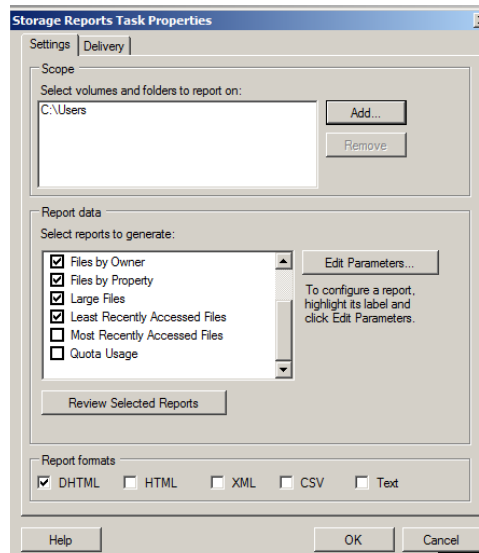 Storage Reports Task Properties
Settings
Delivery
Scope
Select volumes and folders to report on:
C:\Users
Add...
Remove
Report data
Select reports to generate:
Files by Owner
Files by Property
Large Files
Least Recently Accessed Files
Most Recently Accessed Files
Quota Usage
Edit Parameters...
To configure a report,
highlight its label and
click Edit Parameters.
Review Selected Reports
Report formats
DHTML
HTML
XML
CSV
Text
Help
OK
Cancel